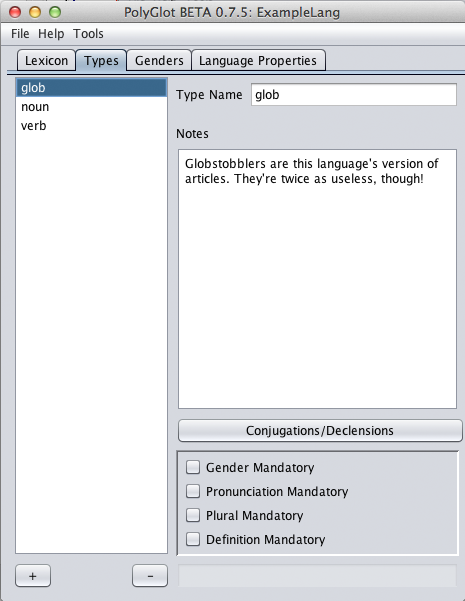 PolyGlot BETA 0.7.5: ExampleLang
File Help Tools
Lexicon Types Genders Language Properties
glob
noun
verb
Type Name glob
Notes
Globstobblers are this language's version of
articles. They're twice as useless, though!
Conjugations/Declensions
Gender Mandatory
Pronunciation Mandatory
Plural Mandatory
Definition Mandatory
+ -